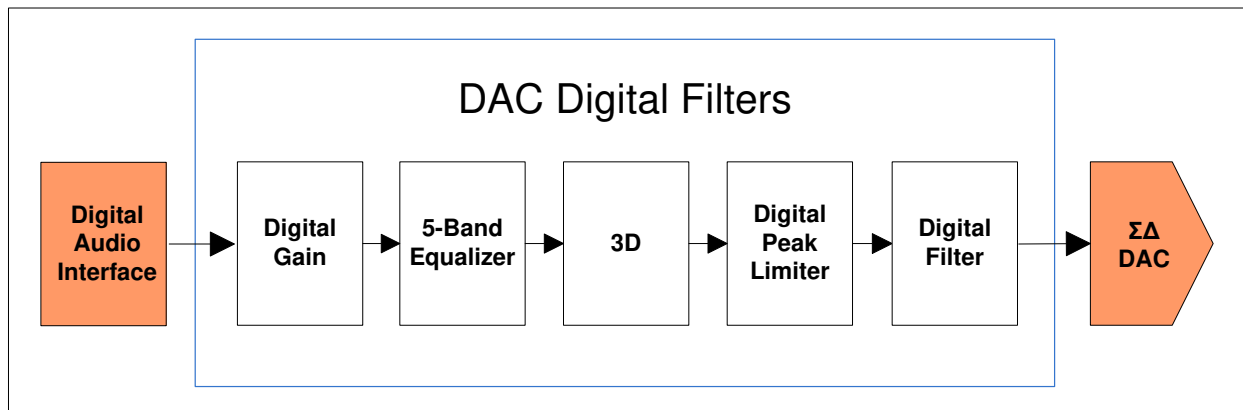 DAC Digital Filters
Digital
Audio
Interface
Digital
Gain
5-Band
Equalizer
3D
Digital
Peak
Limiter
Digital
Filter
ΣΔ
DAC